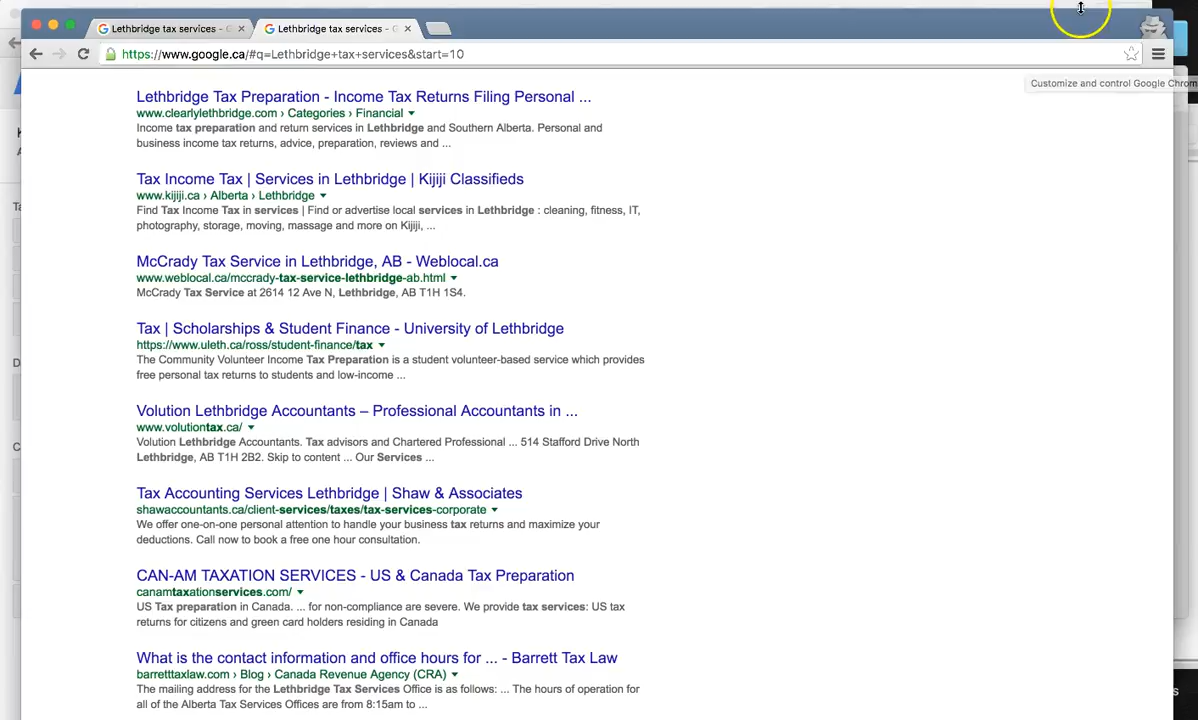 Lethbridge tax services -
Lethbridge tax services -
https://www.google.ca/#q=Lethbridge+tax+services&start=10
Customize and control Google Chrom
Lethbridge Tax Preparation - Income Tax Returns Filing Personal ...
www.clearlylethbridge.com › Categories › Financial
Income tax preparation and return services in Lethbridge and Southern Alberta. Personal and
business income tax returns, advice, preparation, reviews and ...
Tax Income Tax | Services in Lethbridge | Kijiji Classifieds
www.kijiji.ca › Alberta › Lethbridge
Find Tax Income Tax in services | Find or advertise local services in Lethbridge : cleaning, fitness, IT,
photography, storage, moving, massage and more on Kijiji, ...
McCrady Tax Service in Lethbridge, AB - Weblocal.ca
www.weblocal.ca/mccrady-tax-service-lethbridge-ab.html
McCrady Tax Service at 2614 12 Ave N, Lethbridge, AB T1H 1S4.
Tax | Scholarships & Student Finance - University of Lethbridge
https://www.uleth.ca/ross/student-finance/tax
The Community Volunteer Income Tax Preparation is a student volunteer-based service which provides
free personal tax returns to students and low-income ...
Volution Lethbridge Accountants – Professional Accountants in ...
www.volutiontax.ca/
Volution Lethbridge Accountants. Tax advisors and Chartered Professional ... 514 Stafford Drive North
Lethbridge, AB T1H 2B2. Skip to content ... Our Services ...
Tax Accounting Services Lethbridge | Shaw & Associates
shawaccountants.ca/client-services/taxes/tax-services-corporate
We offer one-on-one personal attention to handle your business tax returns and maximize your
deductions. Call now to book a free one hour consultation.
CAN-AM TAXATION SERVICES - US & Canada Tax Preparation
canamtaxationservices.com/
US Tax preparation in Canada. ... for non-compliance are severe. We provide tax services: US tax
returns for citizens and green card holders residing in Canada
What is the contact information and office hours for ... - Barrett Tax Law
barretttaxlaw.com › Blog › Canada Revenue Agency (CRA)
The mailing address for the Lethbridge Tax Services Office is as follows: ... The hours of operation for
all of the Alberta Tax Services Offices are from 8:15am to ...